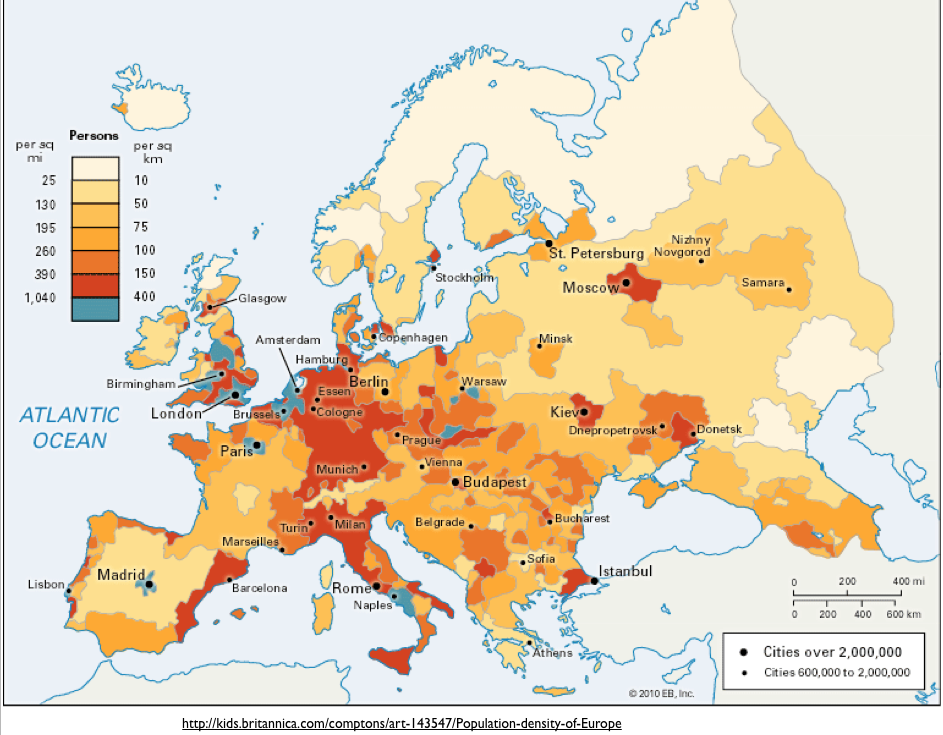 Persons
per sq
mi
per sq
km
25 10
130 50
195 75
260 100
390 150
1,040 400
Glasgow
Stockholm
St. Petersburg
Nizhny
Novgorod
Moscow
Samara
Copenhagen
Amsterdam
Hamburg
Minsk
Birmingham
Berlin
Warsaw
Essen
London
Brussels
Cologne
Kiev
ATLANTIC
OCEAN
Dnepropetrovsk
Donetsk
Prague
Paris
Munich
Vienna
Budapest
Turin
Milan
Belgrade
Bucharest
Marseilles
Sofia
Madrid
Istanbul
Lisbon
Barcelona
Rome
Naples
Athens
0 200 400 mi
0 200 400 600 km
Cities over 2,000,000
Cities 600,000 to 2,000,000
© 2010 EB, Inc.
http://kids.britannica.com/comptons/art-143547/Population-density-of-Europe